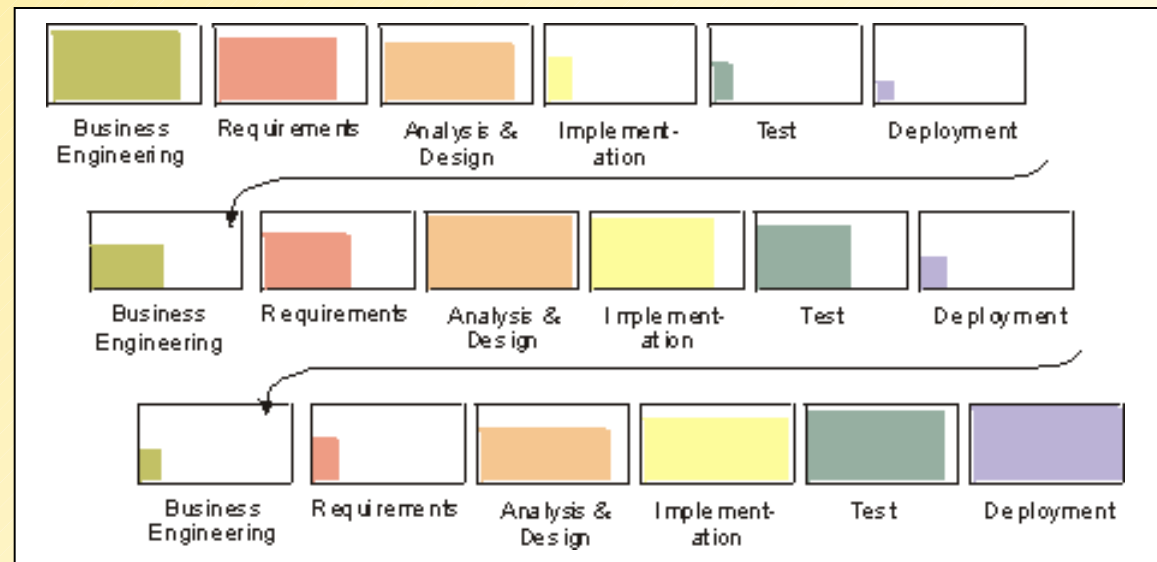 Business
Engineering
Requirements
Analysis &
Design
Implement-
ation
Test
Deployment
Business
Engineering
Requirements
Analysis &
Design
Implement-
ation
Test
Deployment
Business
Engineering
Requirements
Analysis &
Design
Implement-
ation
Test
Deployment